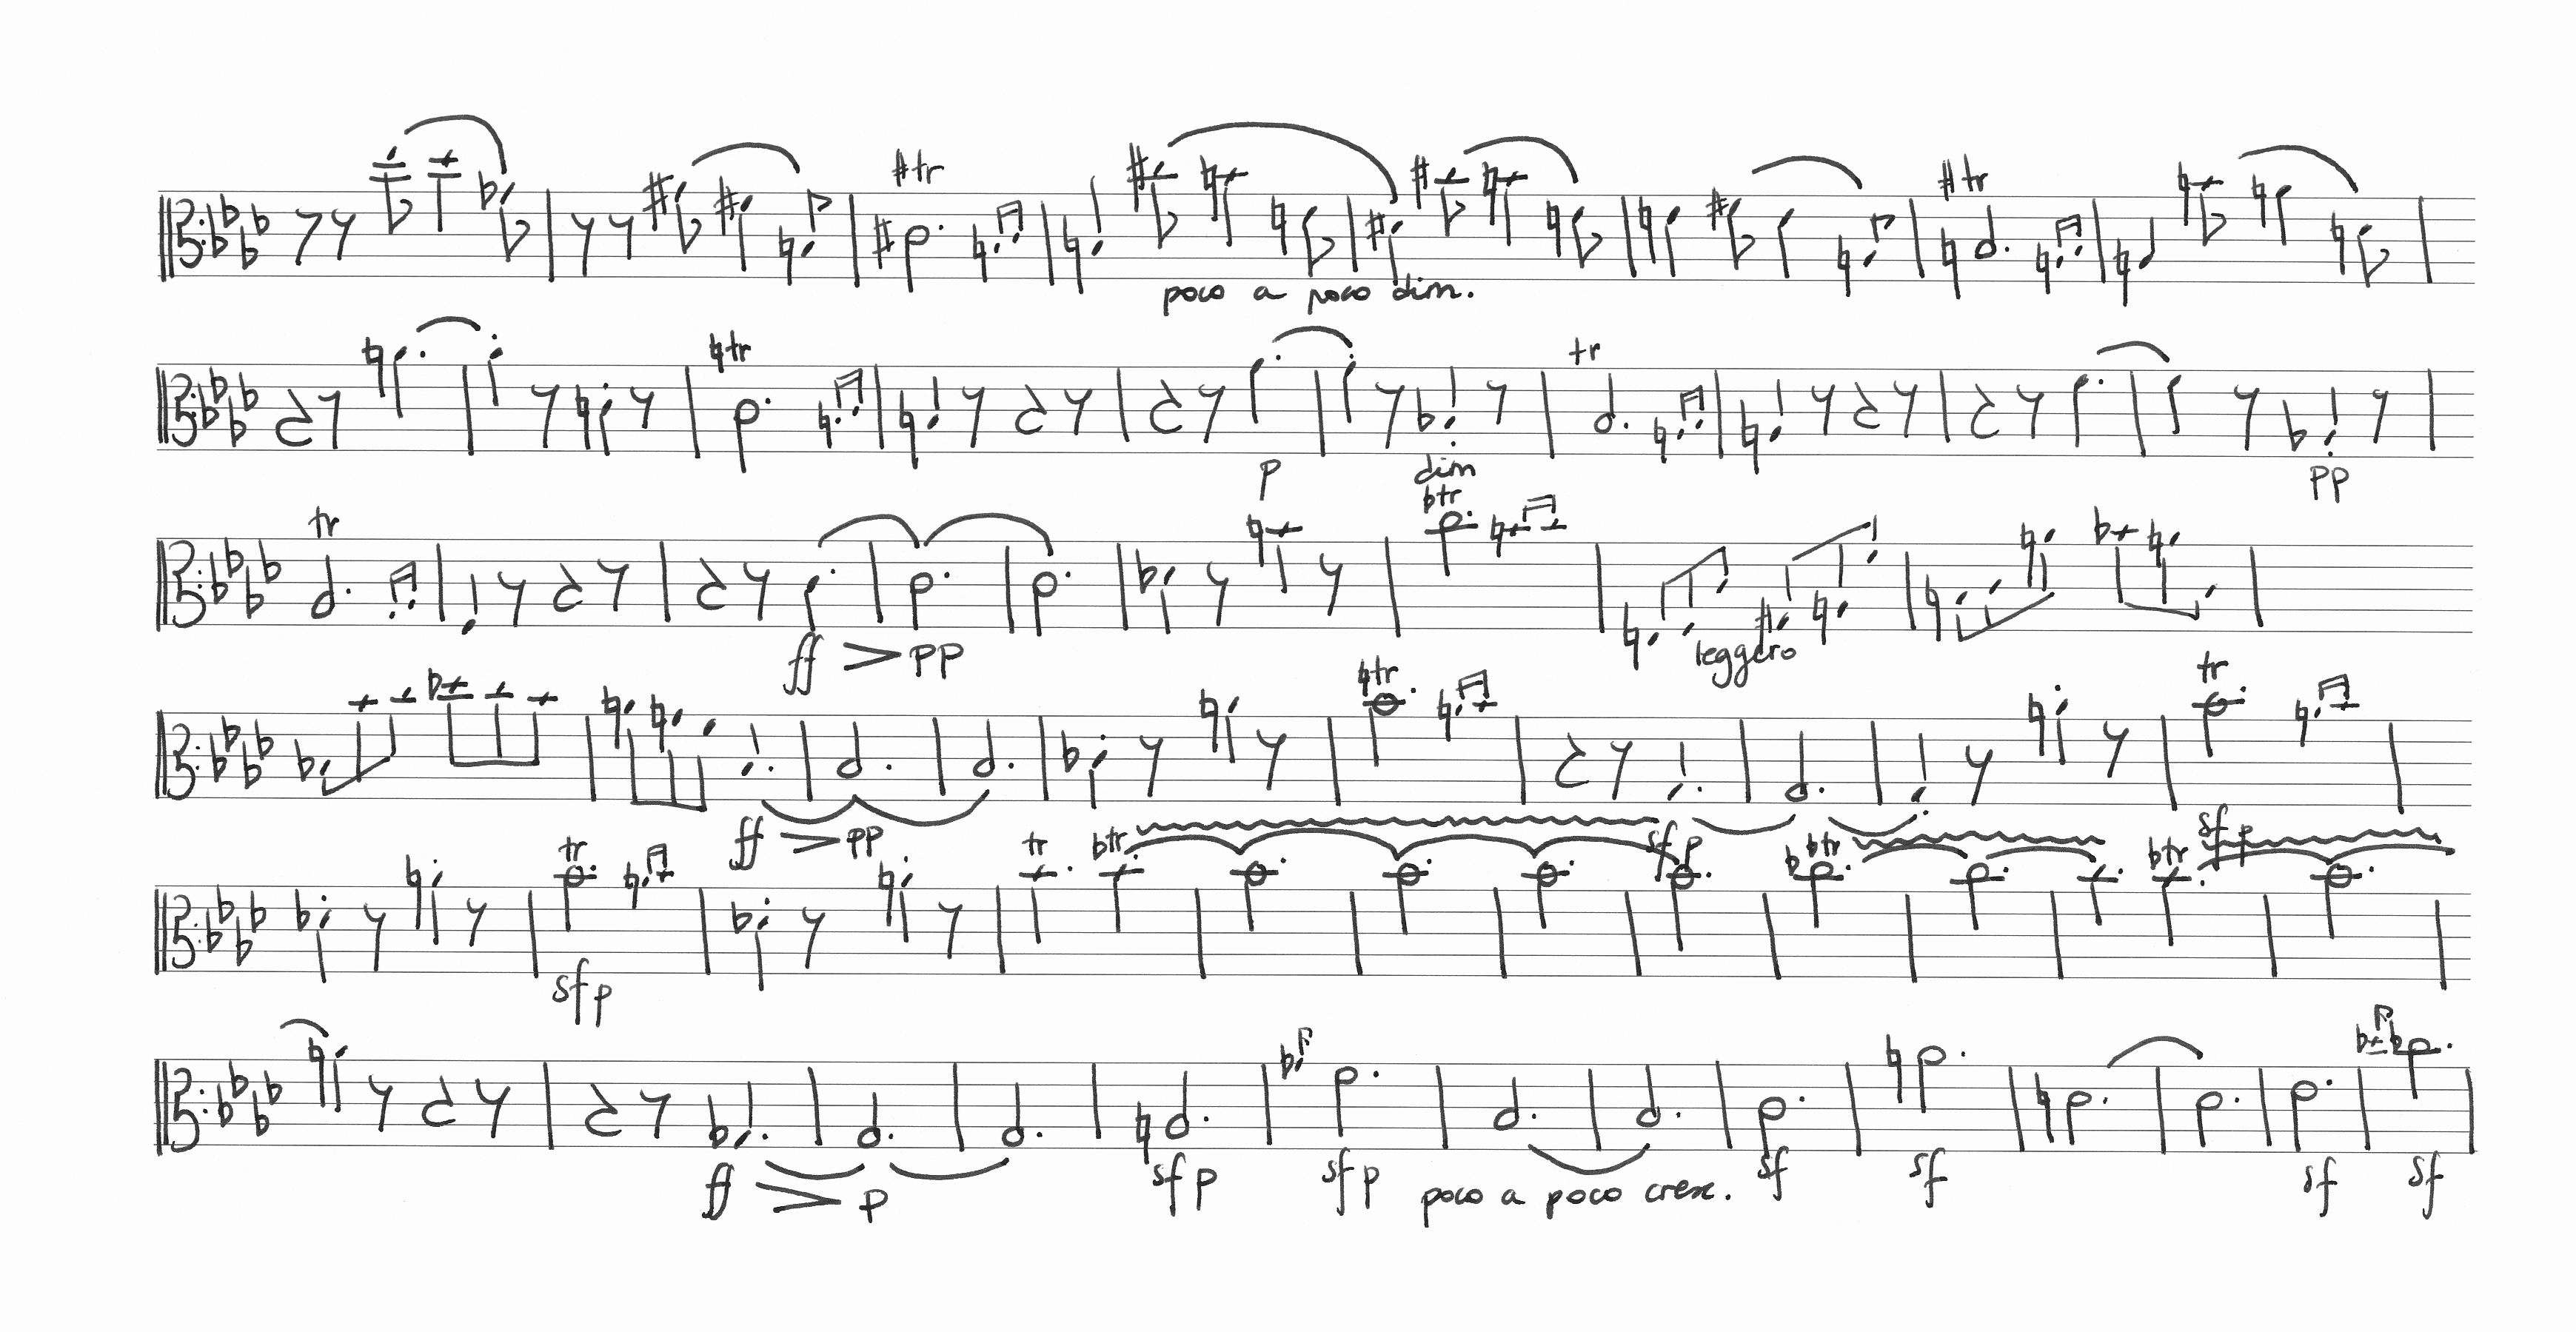 tr tr
poco a poco dim.
tr tr
p dim pp
tr tr
ff pp leggero
tr tr
ff pp sfp sfp
tr tr tr tr tr
sfp
ff p sfp sfp poco a poco cresc. sf sf sf sf